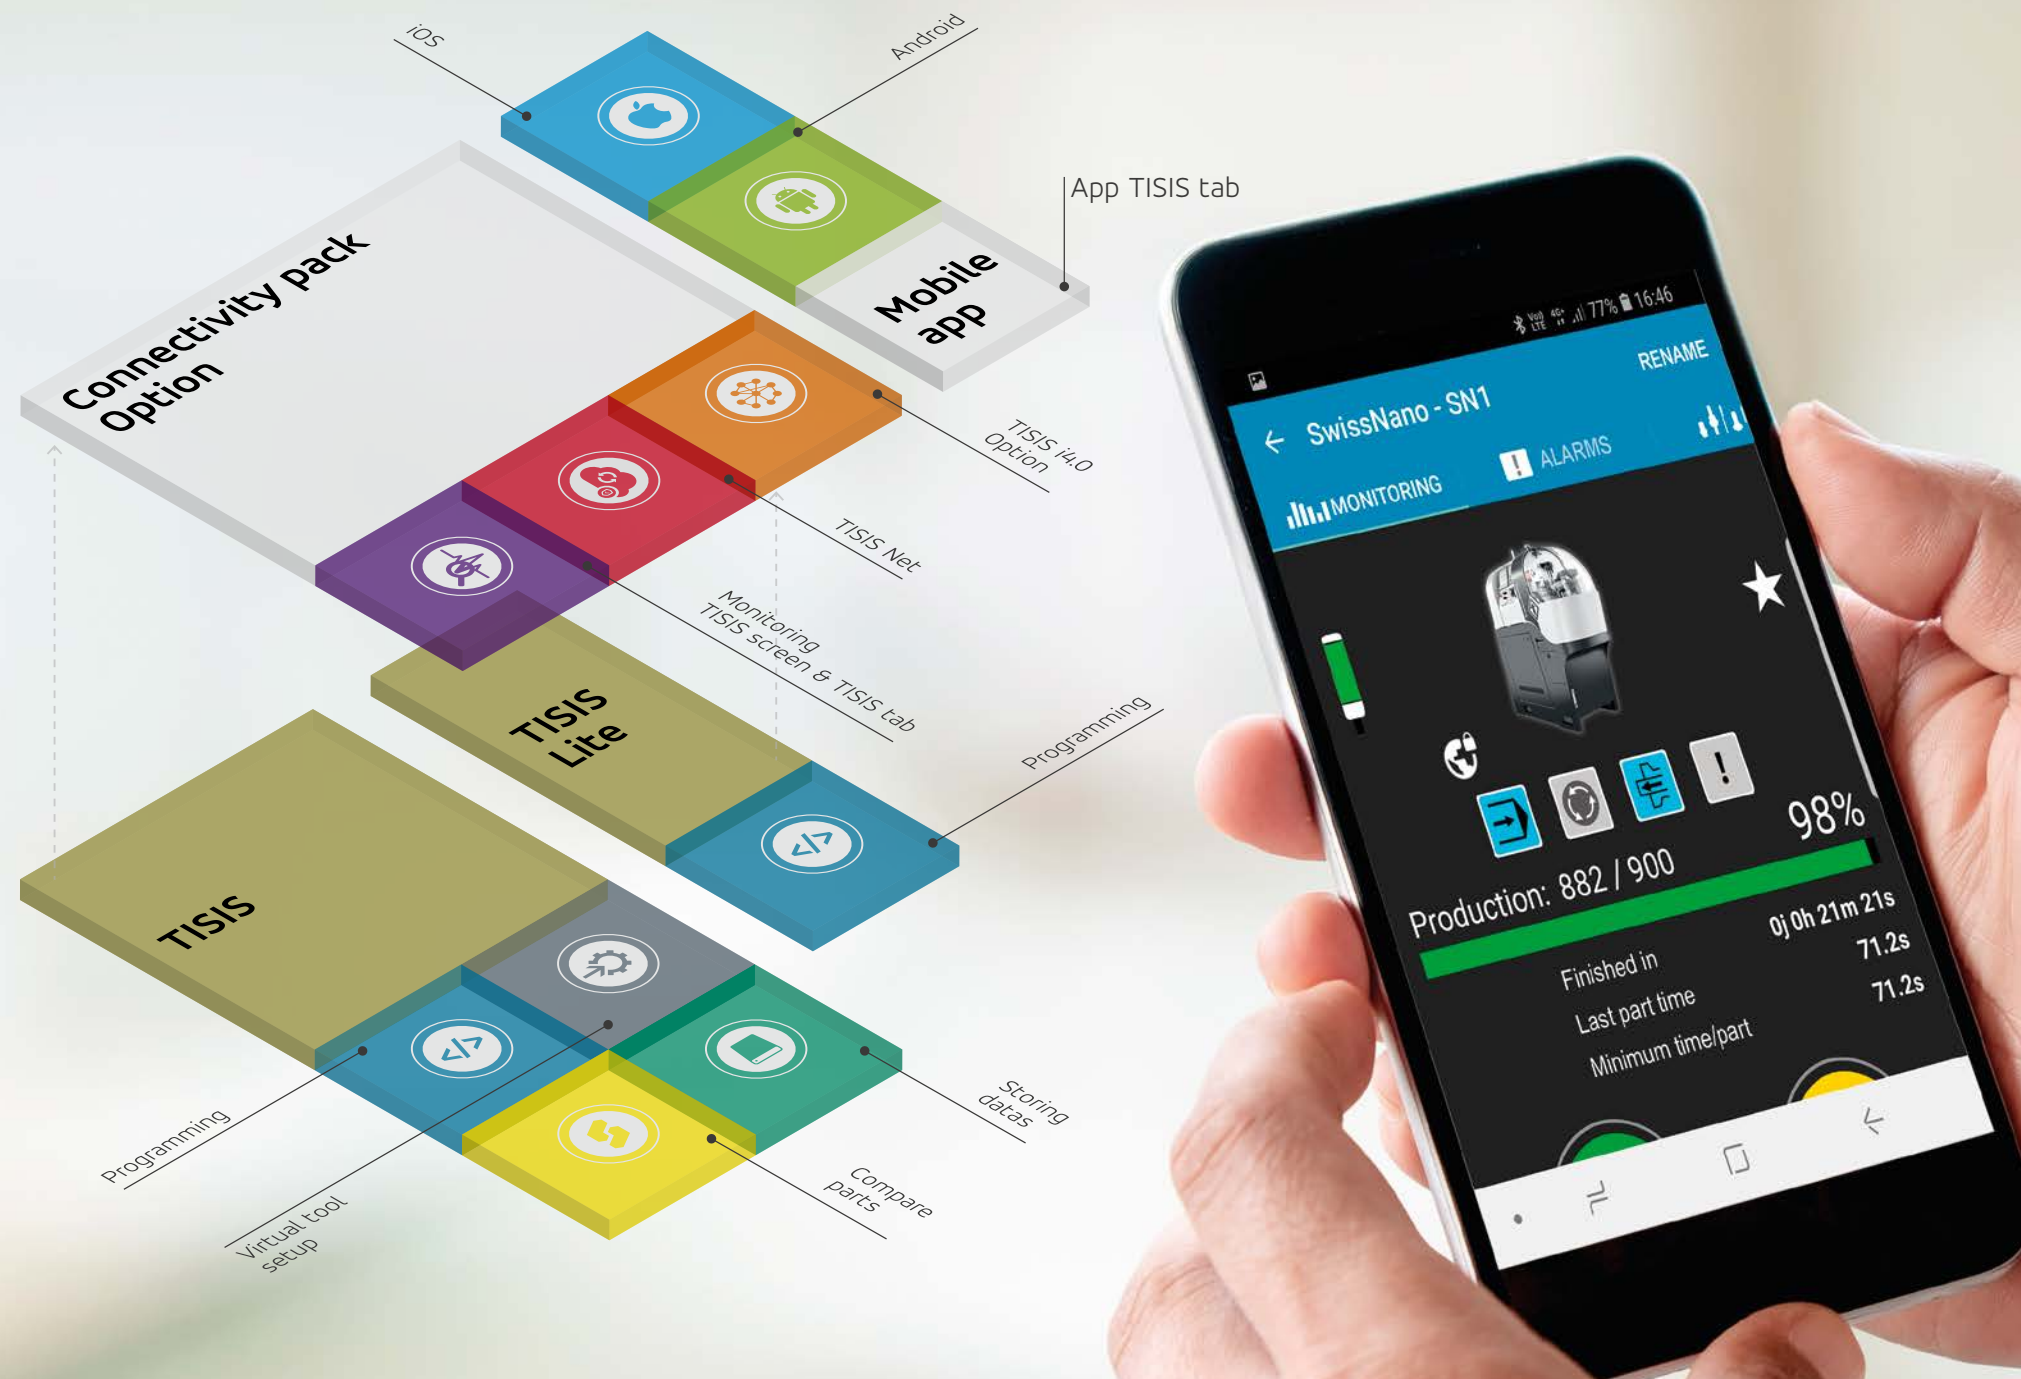 iOS
Android
App TISIS tab
Mobile
app
Connectivity pack
Option
TISIS i4.0
Option
TISIS Net
Monitoring
TISIS screen & TISIS tab
TISIS
Lite
Programming
TISIS
Programming
Virtual tool
setup
Storing
datas
Compare
parts
Vo))
LTE
4G+
77%
16:46
RENAME
SwissNano - SN1
MONITORING
ALARMS
98%
Production: 882 / 900
Finished in
0j 0h 21m 21s
Last part time
71.2s
Minimum time/part
71.2s